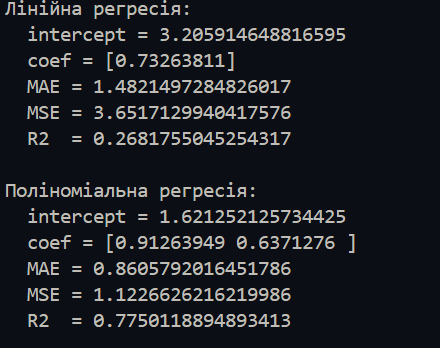 Лінійна регресія:
intercept = 3.205914648816595
coef = [0.73263811]
MAE = 1.4821497284826017
MSE = 3.6517129940417576
R2  = 0.2681755045254317

Поліноміальна регресія:
intercept = 1.621252125734425
coef = [0.91263949 0.6371276 ]
MAE = 0.8605792016451786
MSE = 1.1226626216219986
R2  = 0.7750118894893413